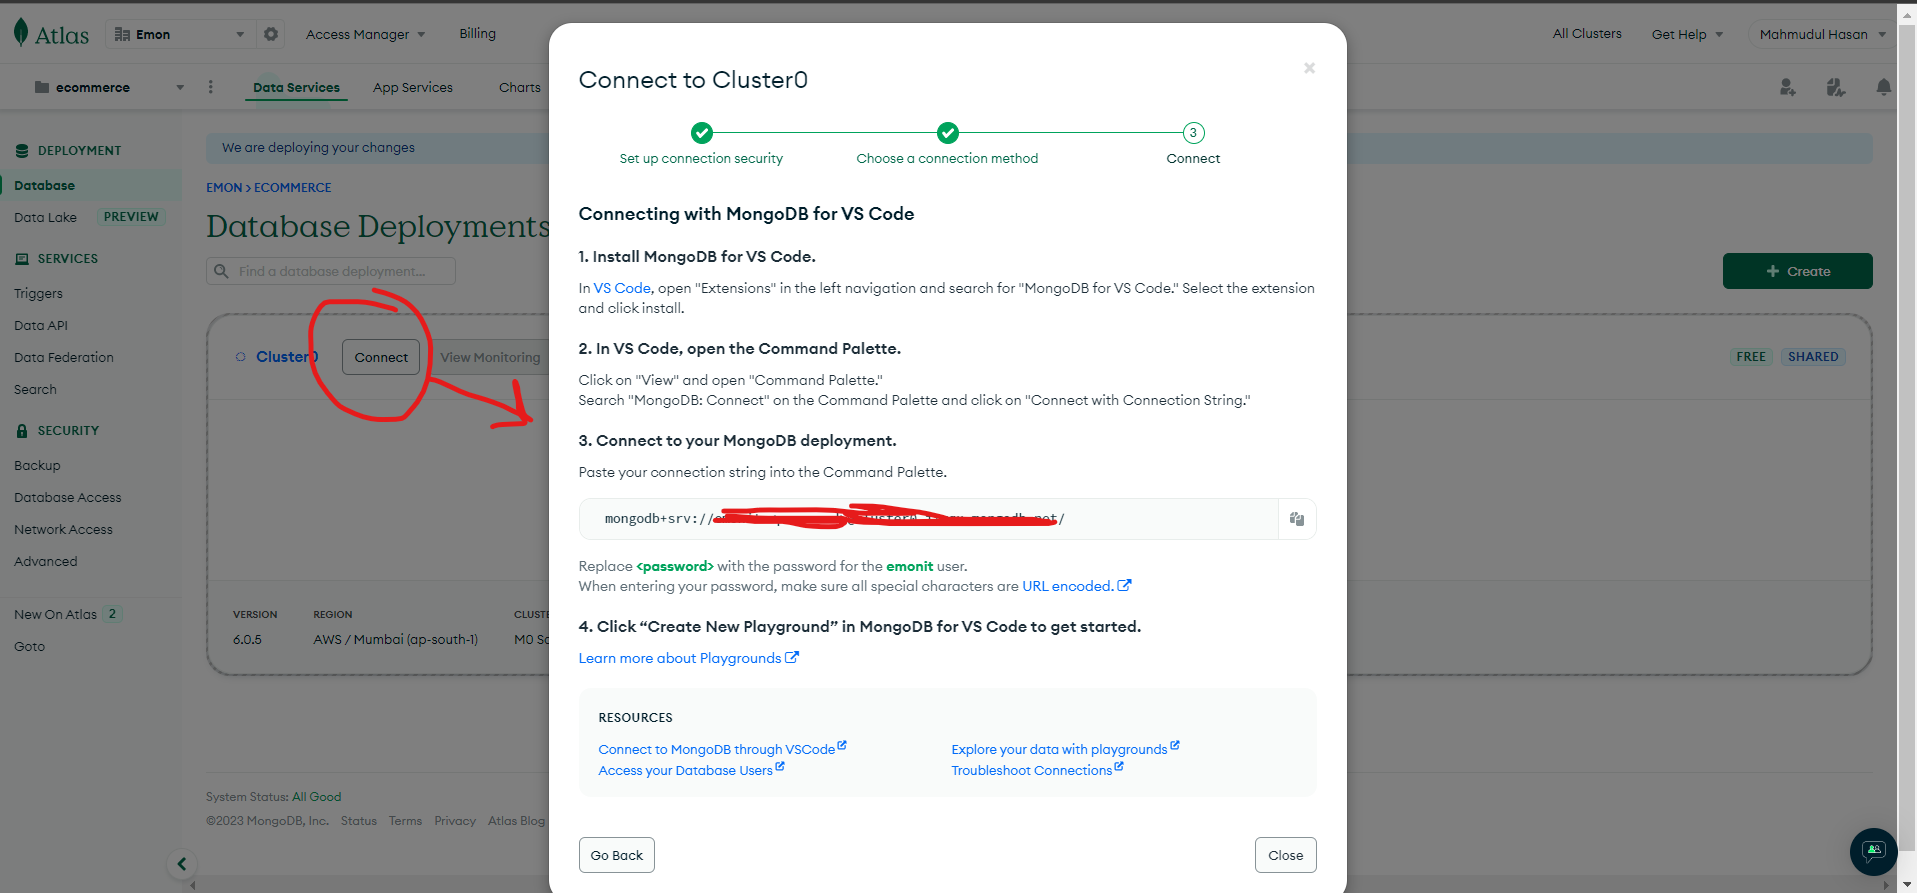 Atlas
Emon
Access Manager
Billing
All Clusters
Get Help
Mahmudul Hasan
ecommerce
Data Services
App Services
Charts
DEPLOYMENT
Database
Data Lake PREVIEW
SERVICES
Triggers
Data API
Data Federation
Search
SECURITY
Backup
Database Access
Network Access
Advanced
New On Atlas 2
Goto
We are deploying your changes
EMON > ECOMMERCE
Database Deployments
Find a database deployment...
+ Create
Cluster0
Connect
View Monitoring
FREE SHARED
VERSION
6.0.5
REGION
AWS / Mumbai (ap-south-1)
CLUSTE
M0 Sa
System Status: All Good
©2023 MongoDB, Inc. Status Terms Privacy Atlas Blog
Connect to Cluster0
Set up connection security
Choose a connection method
3
Connect
Connecting with MongoDB for VS Code
1. Install MongoDB for VS Code.
In VS Code, open "Extensions" in the left navigation and search for "MongoDB for VS Code." Select the extension
and click install.
2. In VS Code, open the Command Palette.
Click on "View" and open "Command Palette."
Search "MongoDB: Connect" on the Command Palette and click on "Connect with Connection String."
3. Connect to your MongoDB deployment.
Paste your connection string into the Command Palette.
mongodb+srv://
Replace <password> with the password for the emonit user.
When entering your password, make sure all special characters are URL encoded.
4. Click “Create New Playground” in MongoDB for VS Code to get started.
Learn more about Playgrounds
RESOURCES
Connect to MongoDB through VSCode
Explore your data with playgrounds
Access your Database Users
Troubleshoot Connections
Go Back
Close